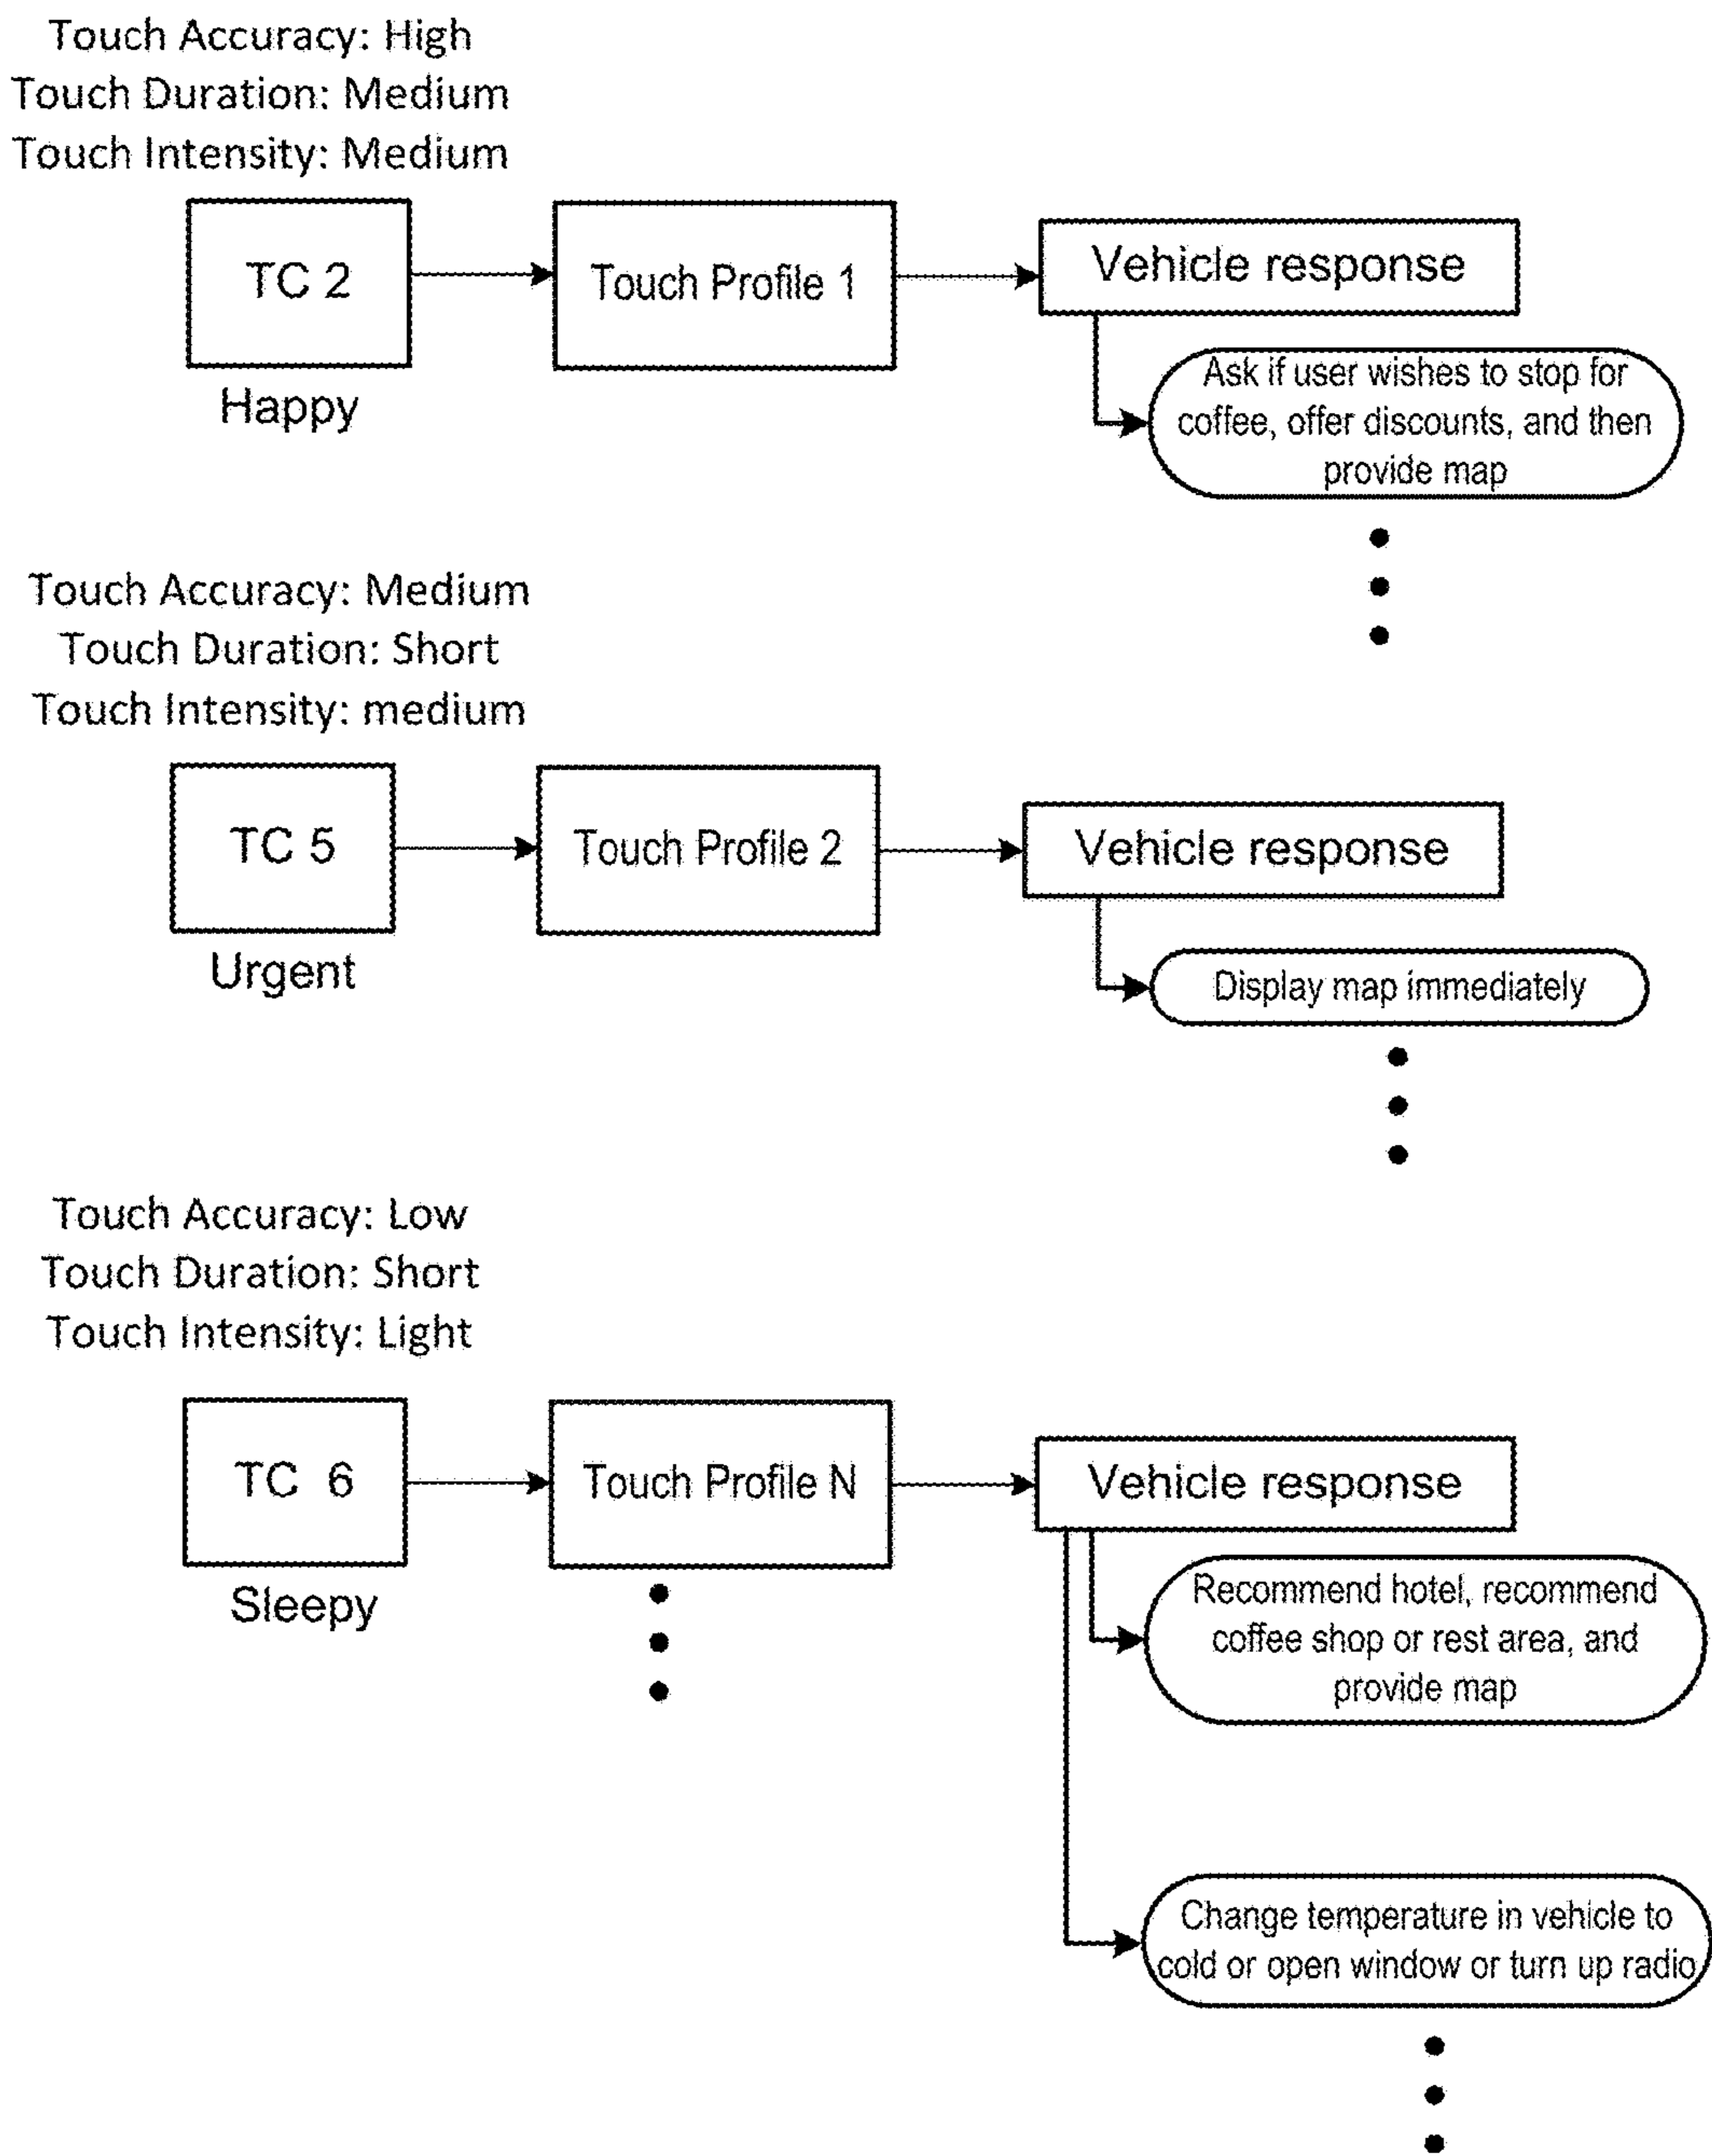 Touch Accuracy: High
Touch Duration: Medium
Touch Intensity: Medium
TC 2
Happy
Touch Profile 1
Vehicle response
Ask if user wishes to stop for
coffee, offer discounts, and then
provide map
Touch Accuracy: Medium
Touch Duration: Short
Touch Intensity: medium
TC 5
Urgent
Touch Profile 2
Vehicle response
Display map immediately
Touch Accuracy: Low
Touch Duration: Short
Touch Intensity: Light
TC 6
Sleepy
Touch Profile N
Vehicle response
Recommend hotel, recommend
coffee shop or rest area, and
provide map
Change temperature in vehicle to
cold or open window or turn up radio